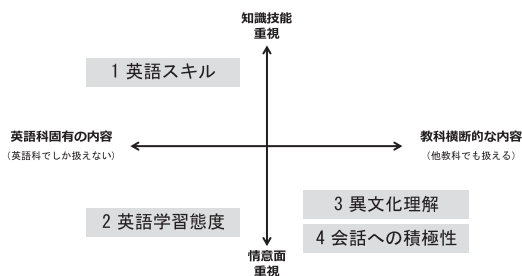 知識技能
重視
1 英語スキル
英語科固有の内容
（英語科でしか扱えない）
教科横断的な内容
（他教科でも扱える）
2 英語学習態度
3 異文化理解
4 会話への積極性
情意面
重視